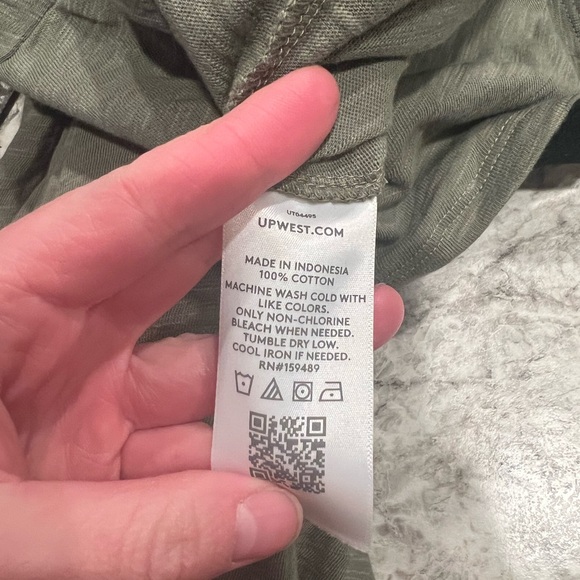 UT04495
UPWEST.COM
MADE IN INDONESIA
100% COTTON
MACHINE WASH COLD WITH
LIKE COLORS.
ONLY NON-CHLORINE
BLEACH WHEN NEEDED.
TUMBLE DRY LOW.
COOL IRON IF NEEDED.
RN#159489